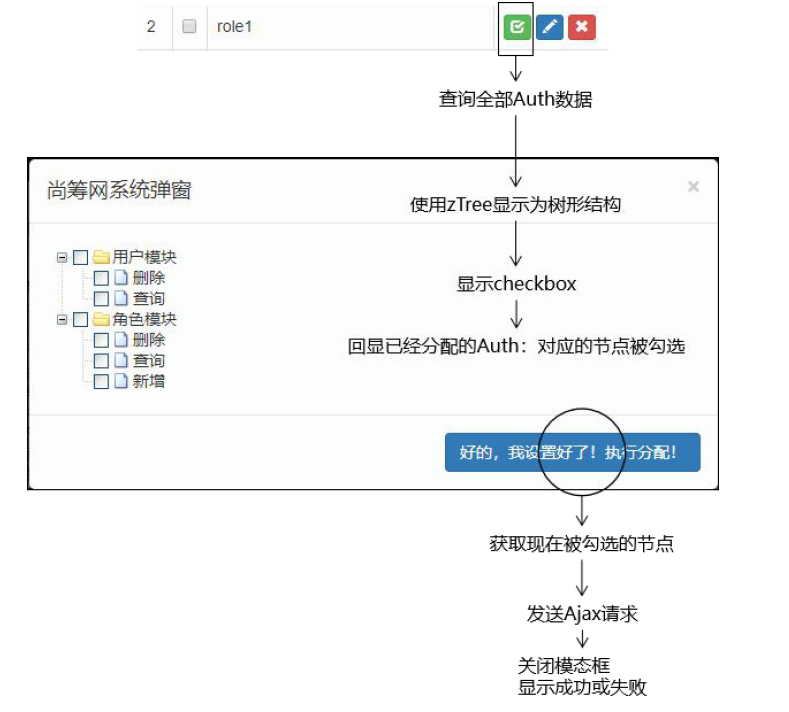 2 role1
查询全部Auth数据
尚筹网系统弹窗
×
使用zTree显示为树形结构
用户模块
删除
查询
角色模块
删除
查询
新增
显示checkbox
回显已经分配的Auth：对应的节点被勾选
好的，我设置好了！执行分配！
获取现在被勾选的节点
发送Ajax请求
关闭模态框
显示成功或失败